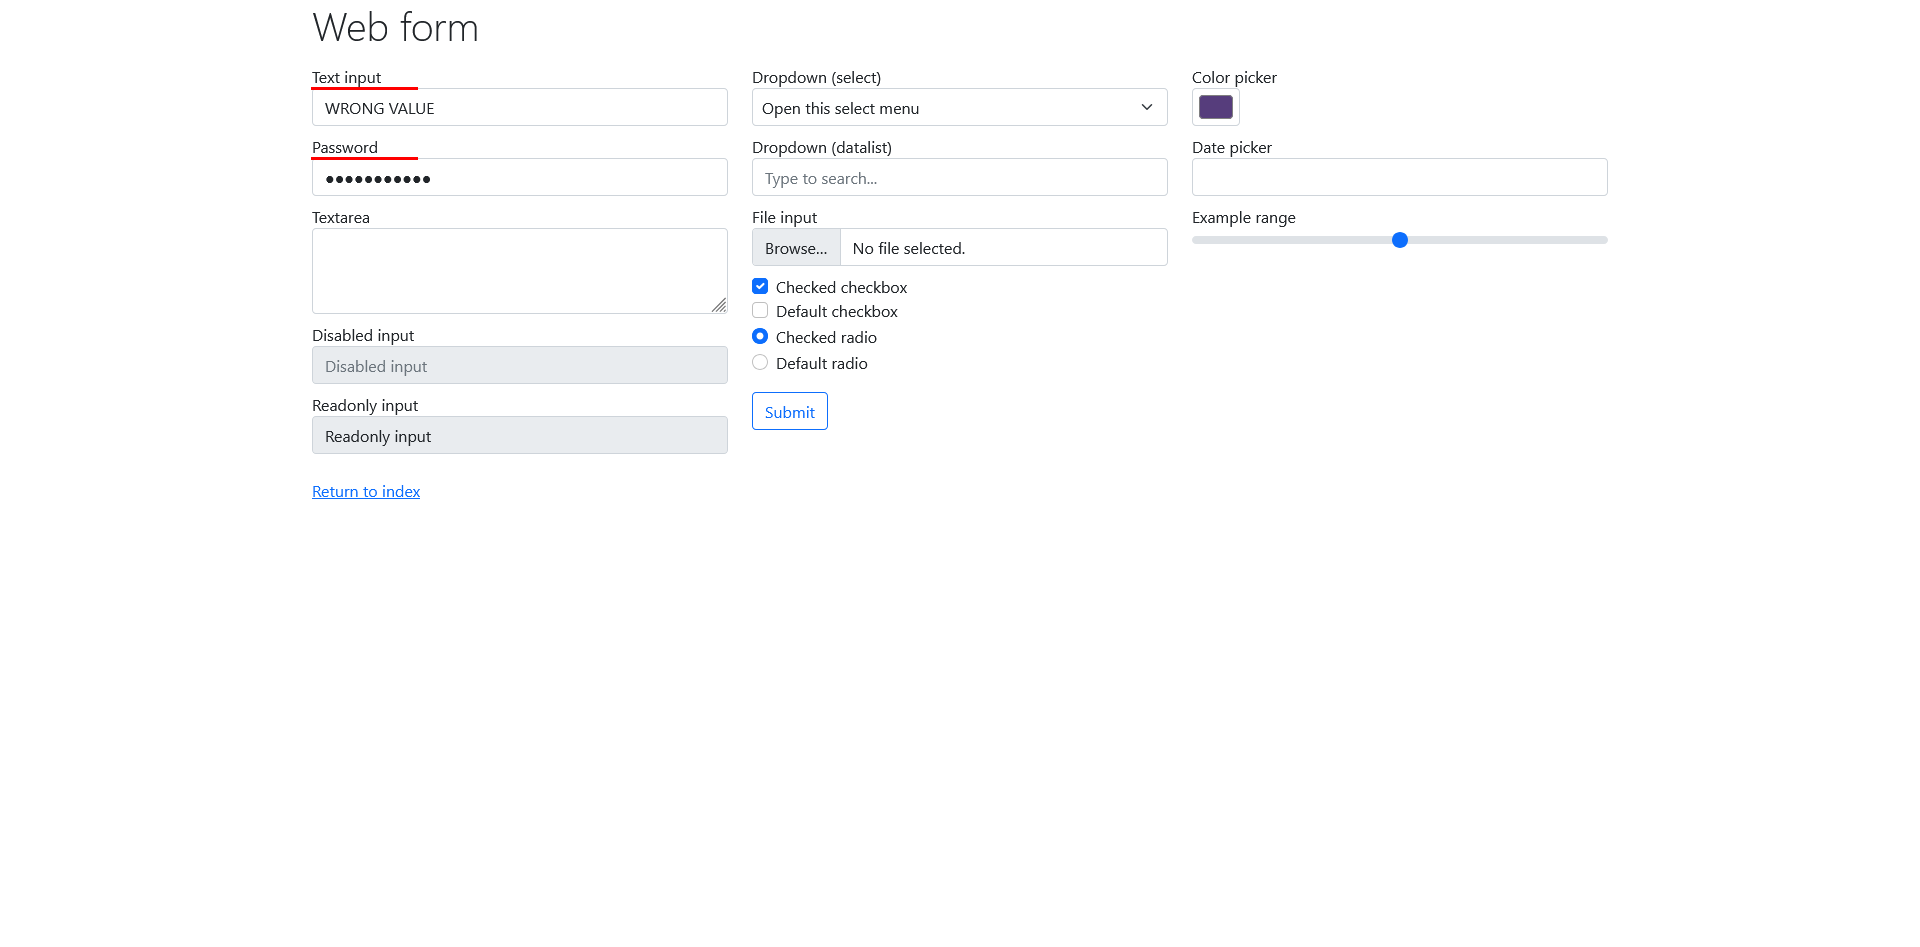 Web form
Text input
WRONG VALUE
Password
●●●●●●●●●●●
Textarea
Disabled input
Disabled input
Readonly input
Readonly input
Return to index
Dropdown (select)
Open this select menu
Dropdown (datalist)
Type to search...
File input
Browse... No file selected.
Checked checkbox
Default checkbox
Checked radio
Default radio
Submit
Color picker
Date picker
Example range